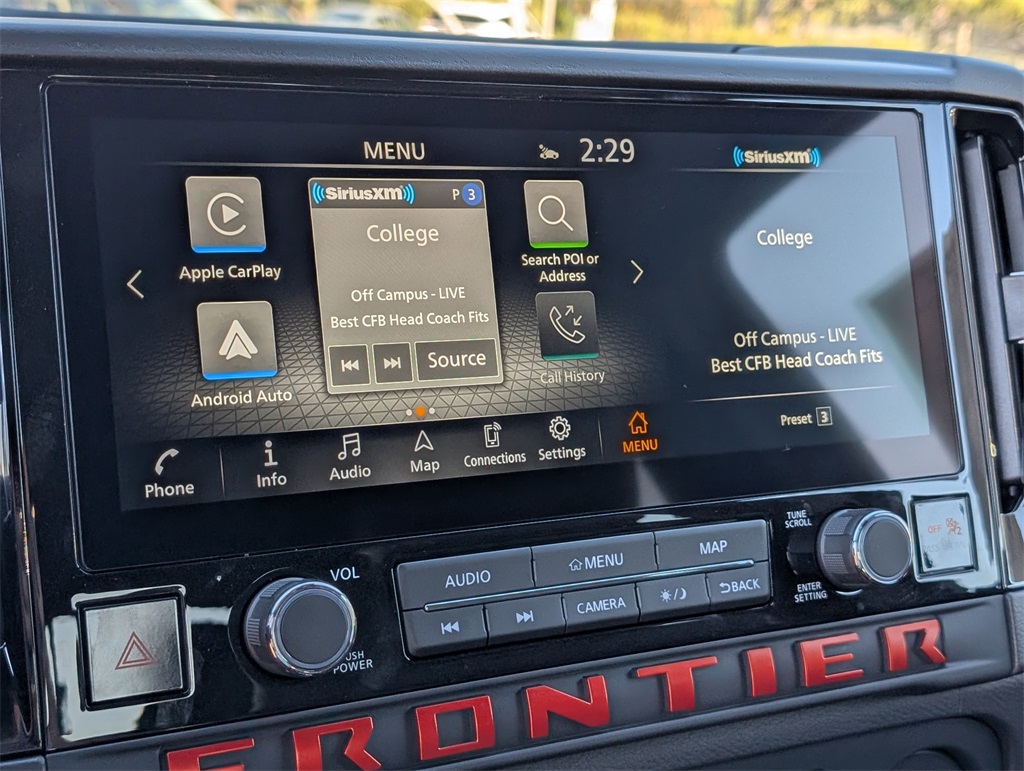 MENU
2:29
SiriusXM
Apple CarPlay
SiriusXM P 3
College
Off Campus - LIVE
Best CFB Head Coach Fits
Source
Search POI or
Address
Android Auto
Call History
College
Off Campus - LIVE
Best CFB Head Coach Fits
Preset 3
Phone
Info
Audio
Map
Connections
Settings
MENU
VOL
PUSH
POWER
AUDIO
MENU
MAP
CAMERA
BACK
TUNE
SCROLL
ENTER
SETTING
OFF
2
FRONTIER